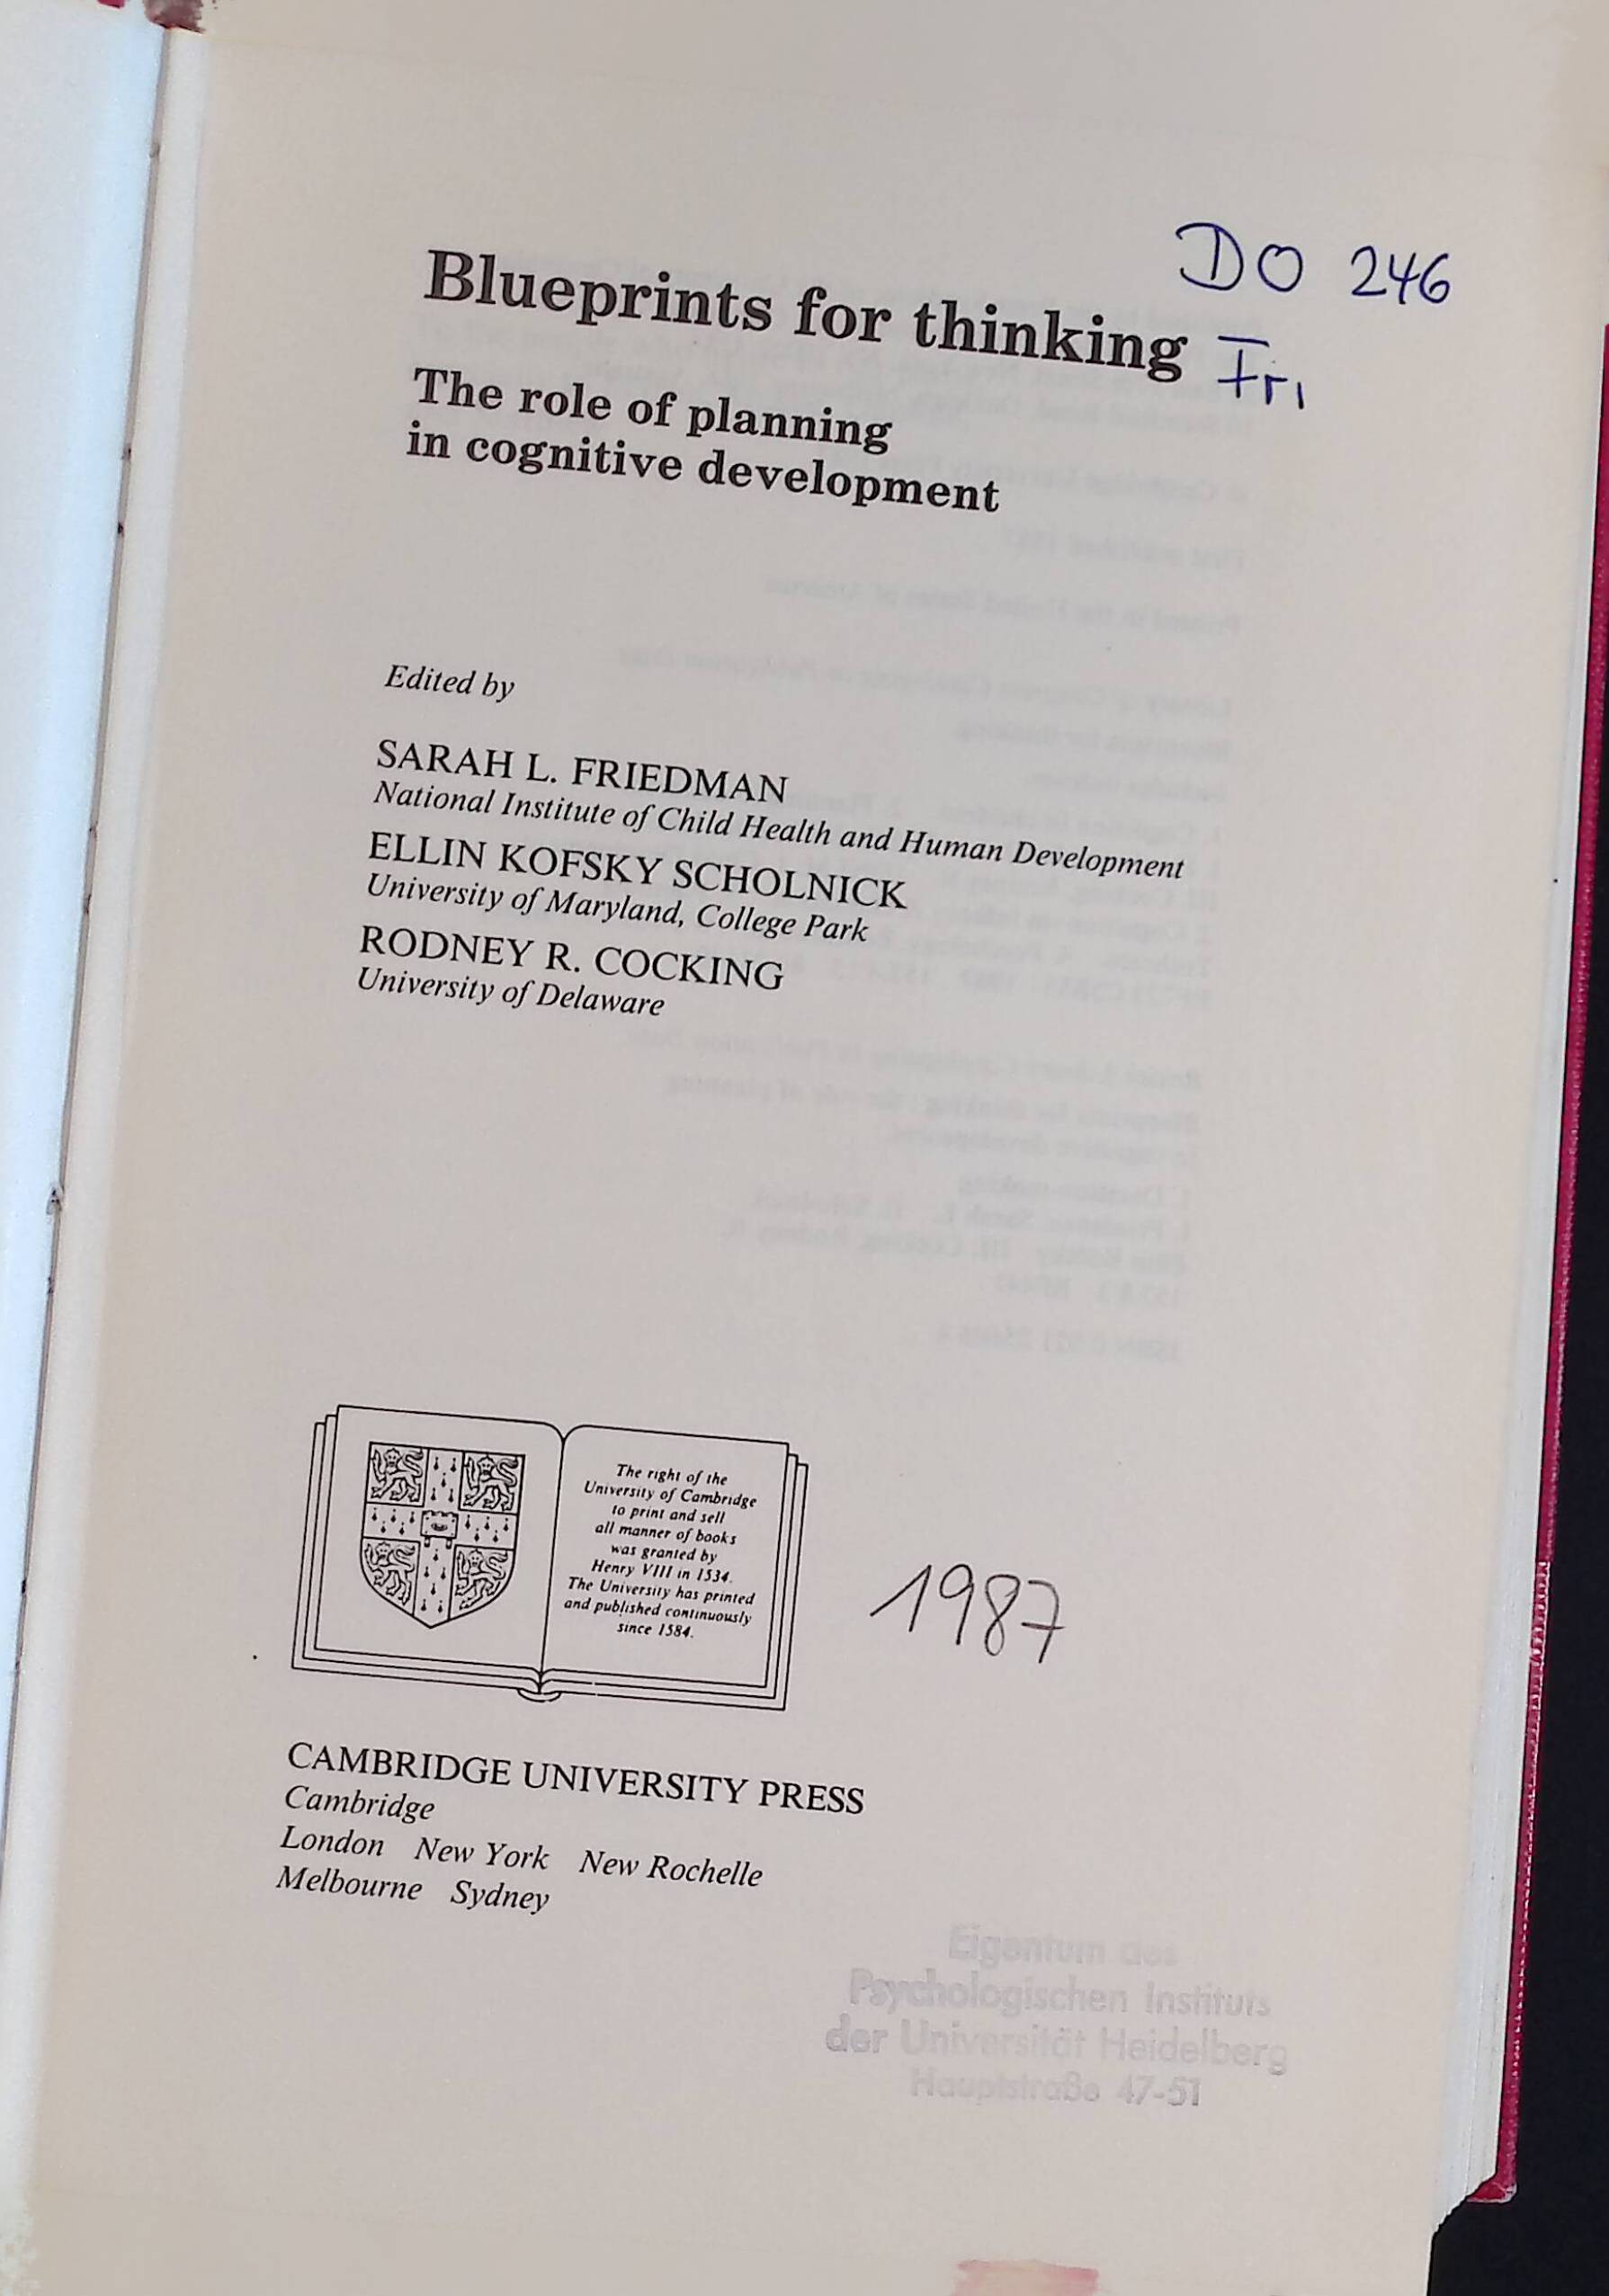 DO 246
Blueprints for thinking Fri
The role of planning
in cognitive development
Edited by
SARAH L. FRIEDMAN
National Institute of Child Health and Human Development
ELLIN KOFSKY SCHOLNICK
University of Maryland, College Park
RODNEY R. COCKING
University of Delaware
The right of the
University of Cambridge
to print and sell
all manner of books
was granted by
Henry VIII in 1534.
The University has printed
and published continuously
since 1584.
1987
CAMBRIDGE UNIVERSITY PRESS
Cambridge
London New York New Rochelle
Melbourne Sydney
Eigentum des
Psychologischen Instituts
der Universität Heidelberg
Hauptstraße 47-51